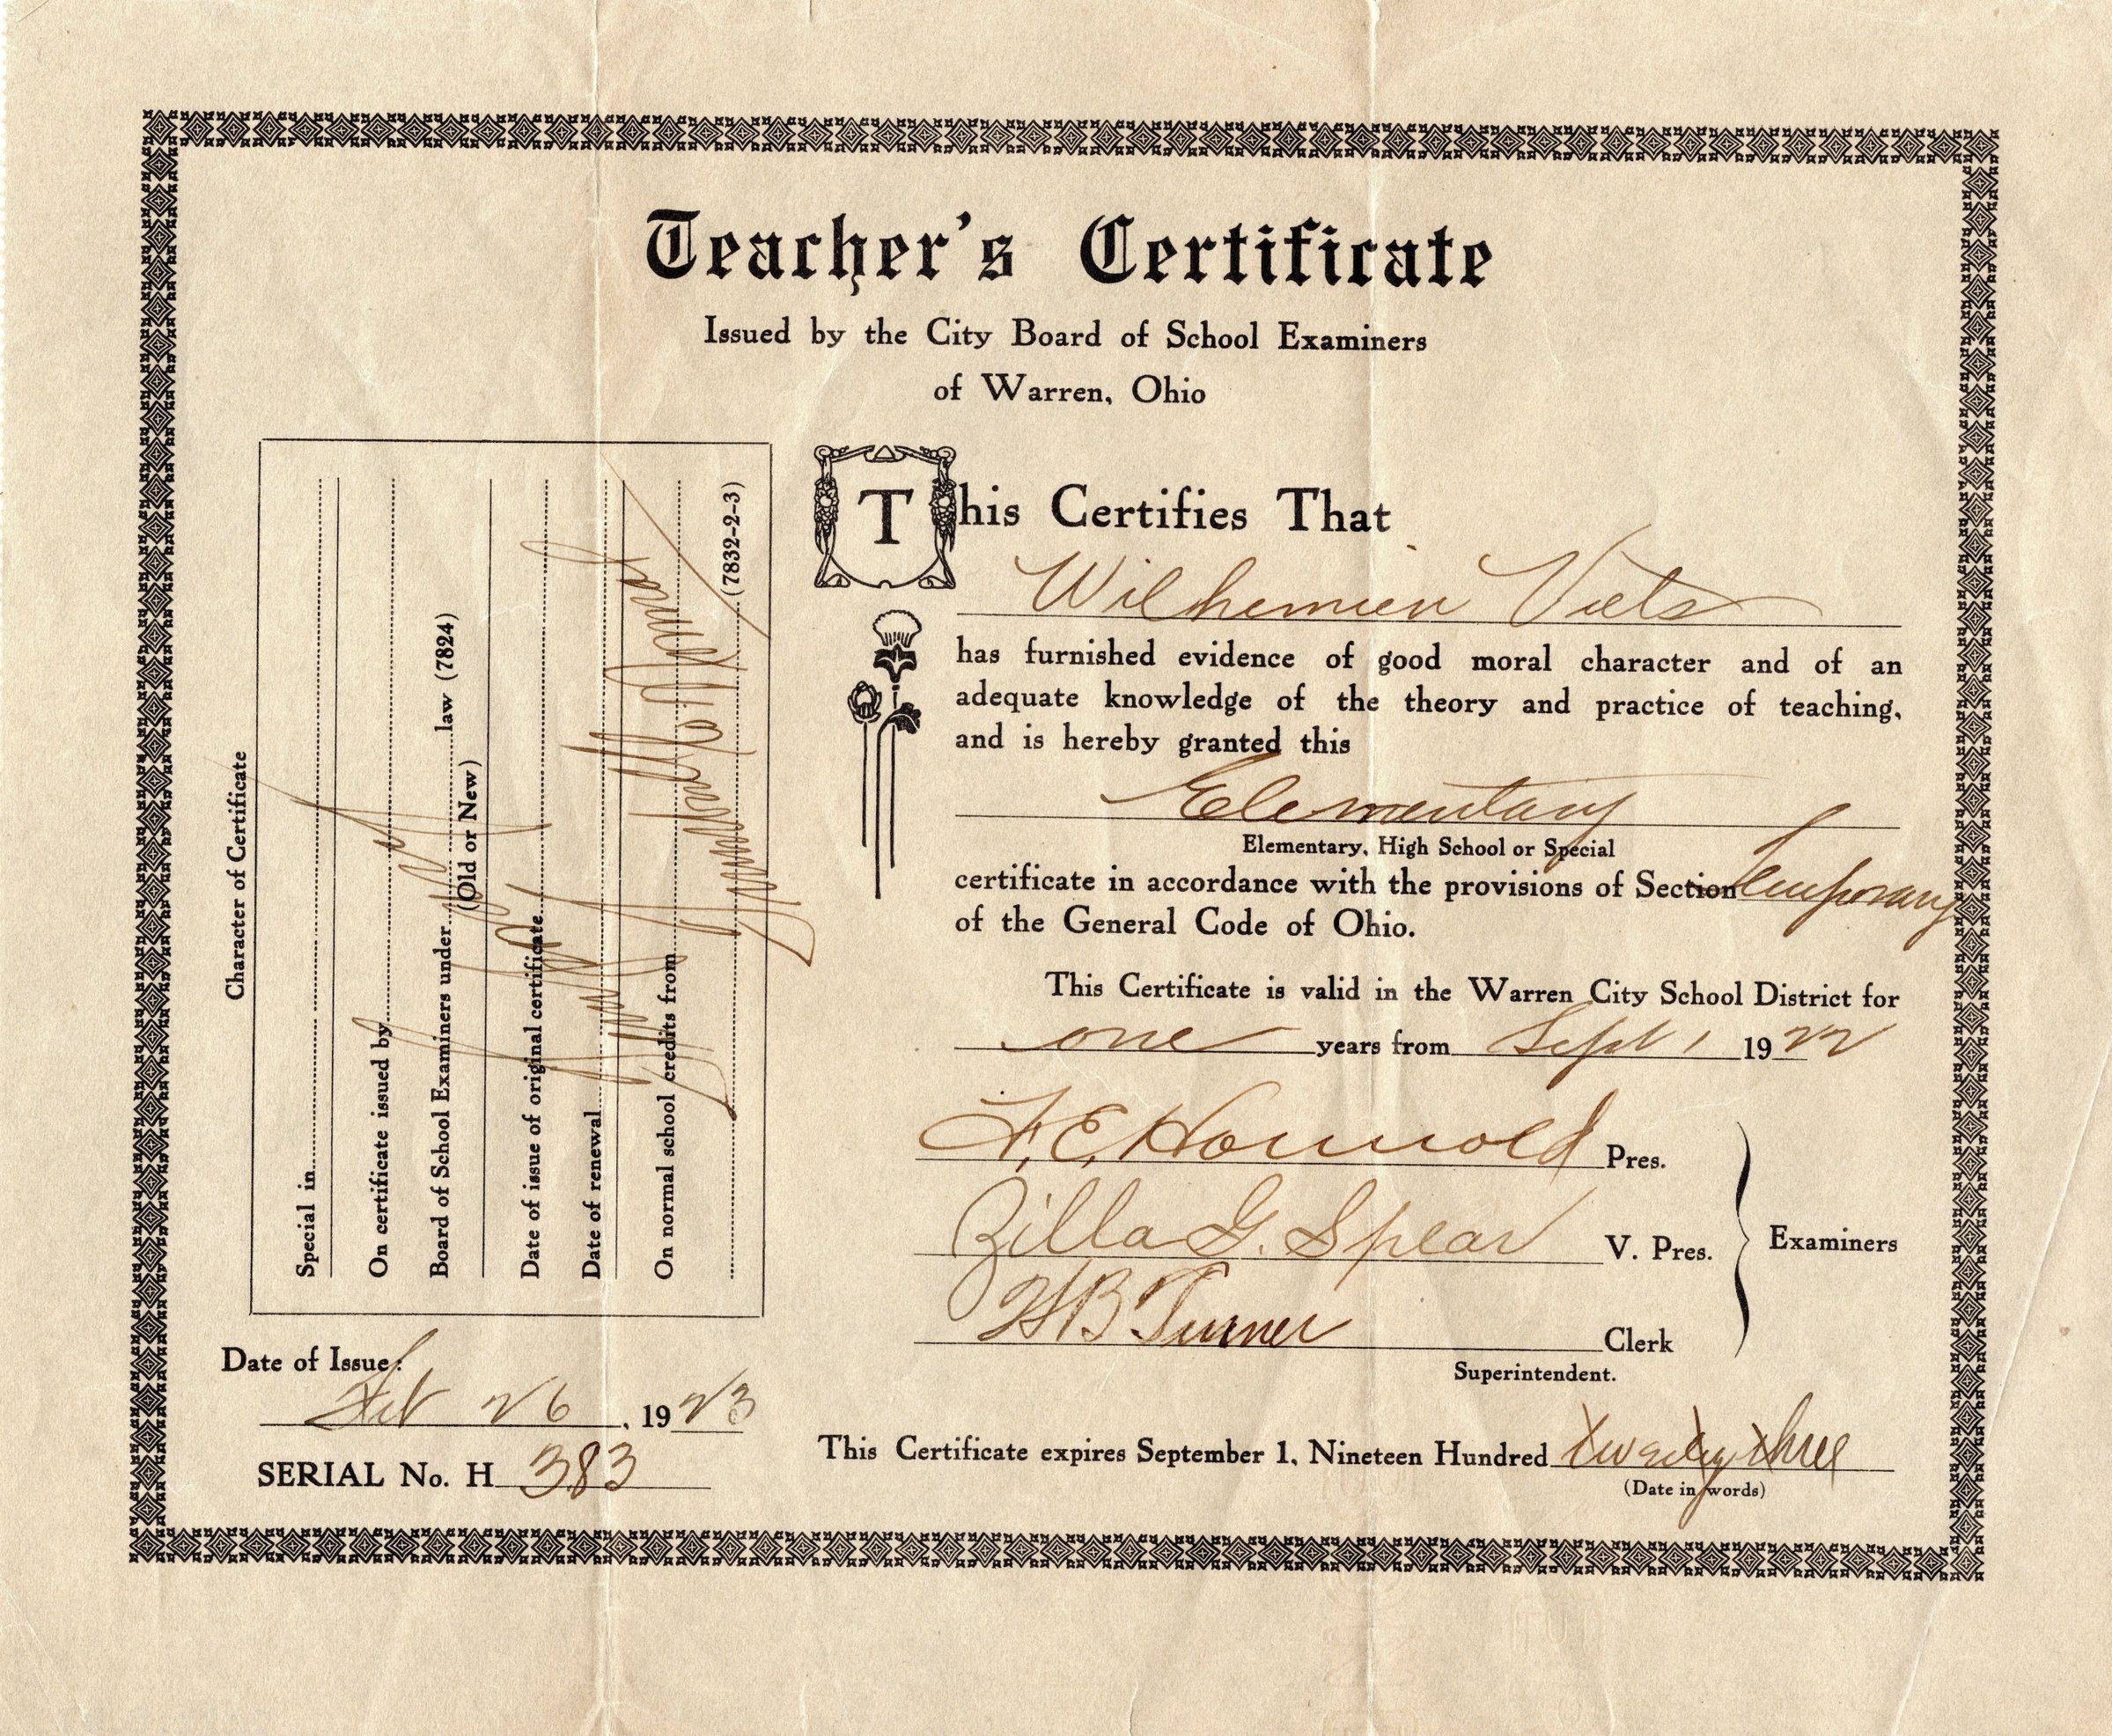 Teacher's Certificate
Issued by the City Board of School Examiners
of Warren, Ohio
Character of Certificate
Special in
On certificate issued by
Board of School Examiners under law (7824)
(Old or New)
Date of issue of original certificate
Date of renewal
On normal school credits from
(7832-2-3)
This Certifies That
Wilhemien Viets
has furnished evidence of good moral character and of an
adequate knowledge of the theory and practice of teaching,
and is hereby granted this
Elementary
Elementary, High School or Special
certificate in accordance with the provisions of Section Temporary
of the General Code of Ohio.
This Certificate is valid in the Warren City School District for
one years from Sept 1 1922
F. E. Honnold Pres.
Zilla G. Spear V. Pres.
Examiners
H B Turner Clerk
Superintendent.
Date of Issue:
Feb 26, 1923
SERIAL No. H 383
This Certificate expires September 1, Nineteen Hundred twenty three
(Date in words)